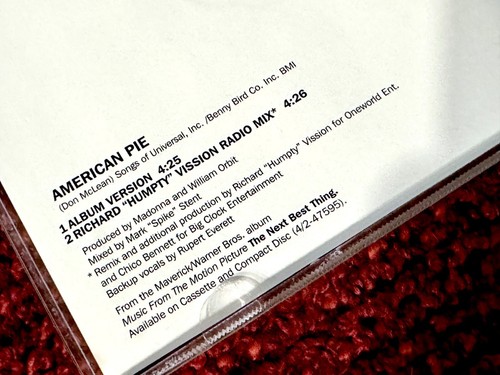 AMERICAN PIE
(Don McLean) Songs of Universal, Inc. /Benny Bird Co. Inc. BMI
1 ALBUM VERSION 4:25
2 RICHARD "HUMPTY" VISSION RADIO MIX* 4:26
Produced by Madonna and William Orbit
Mixed by Mark "Spike" Stent
* Remix and additional production by Richard "Humpty" Vission for Oneworld Ent.
and Chico Bennett for Big Clock Entertainment
Backup vocals by Rupert Everett
From the Maverick/Warner Bros. album
Music From The Motion Picture The Next Best Thing.
Available on Cassette and Compact Disc (4/2-47595).